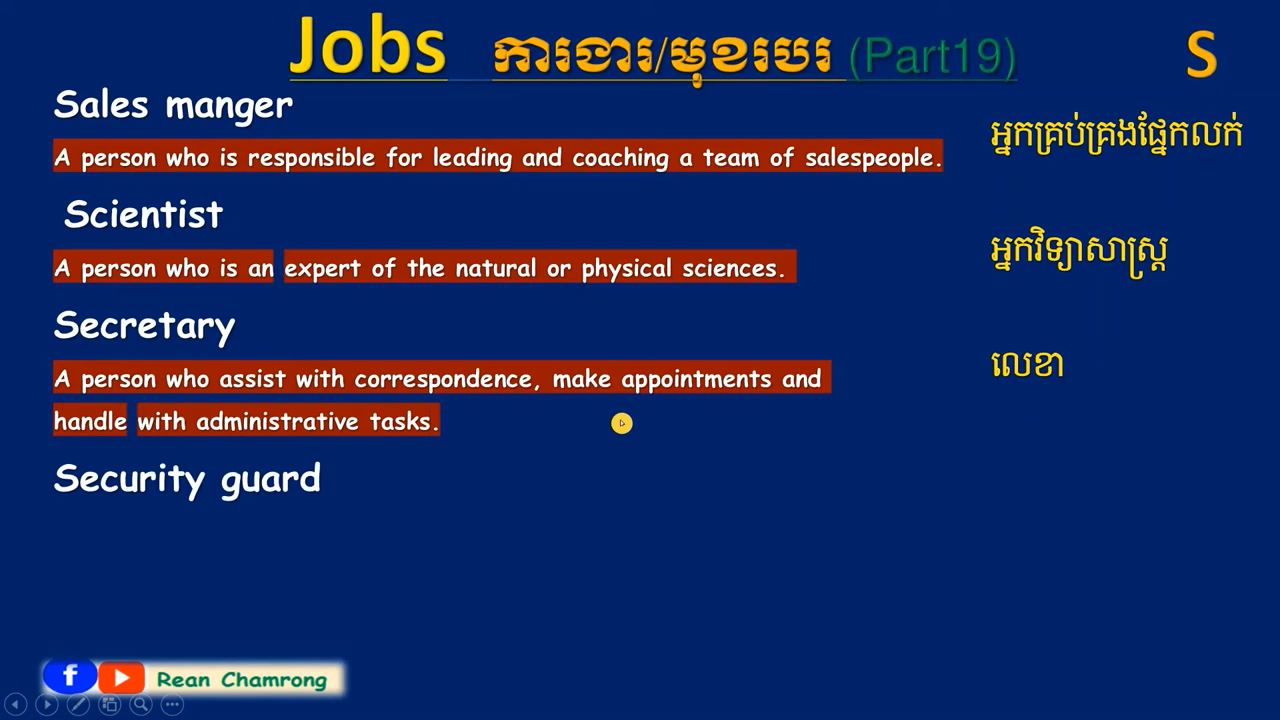 Jobs ការងារ/មុខរបរ (Part19) S
Sales manger
អ្នកគ្រប់គ្រងផ្នែកលក់
A person who is responsible for leading and coaching a team of salespeople.
Scientist
អ្នកវិទ្យាសាស្ត្រ
A person who is an expert of the natural or physical sciences.
Secretary
លេខា
A person who assist with correspondence, make appointments and
handle with administrative tasks.
Security guard
f Rean Chamrong